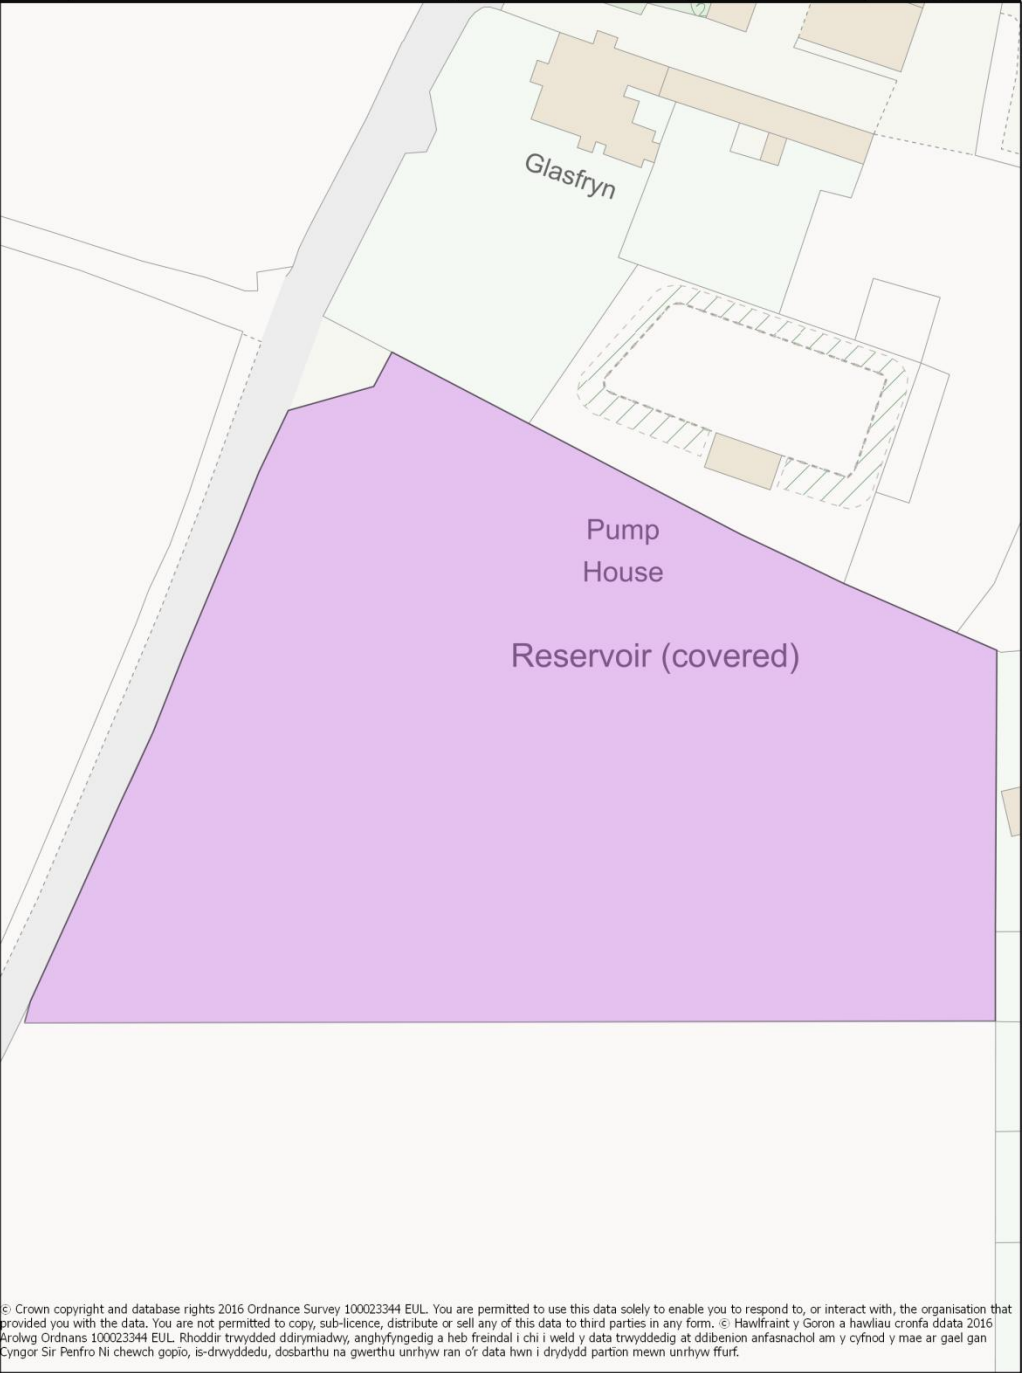 Glasfryn
Pump
House
Reservoir (covered)
© Crown copyright and database rights 2016 Ordnance Survey 100023344 EUL. You are permitted to use this data solely to enable you to respond to, or interact with, the organisation that
provided you with the data. You are not permitted to copy, sub-licence, distribute or sell any of this data to third parties in any form. © Hawlfraint y Goron a hawliau cronfa ddata 2016
Arolwg Ordnans 100023344 EUL. Rhoddir trwydded ddirymiadwy, anghyfyngedig a heb freindal i chi i weld y data trwyddedig at ddibenion anfasnachol am y cyfnod y mae ar gael gan
Cyngor Sir Penfro Ni chewch gopïo, is-drwyddedu, dosbarthu na gwerthu unrhyw ran o'r data hwn i drydydd partïon mewn unrhyw ffurf.